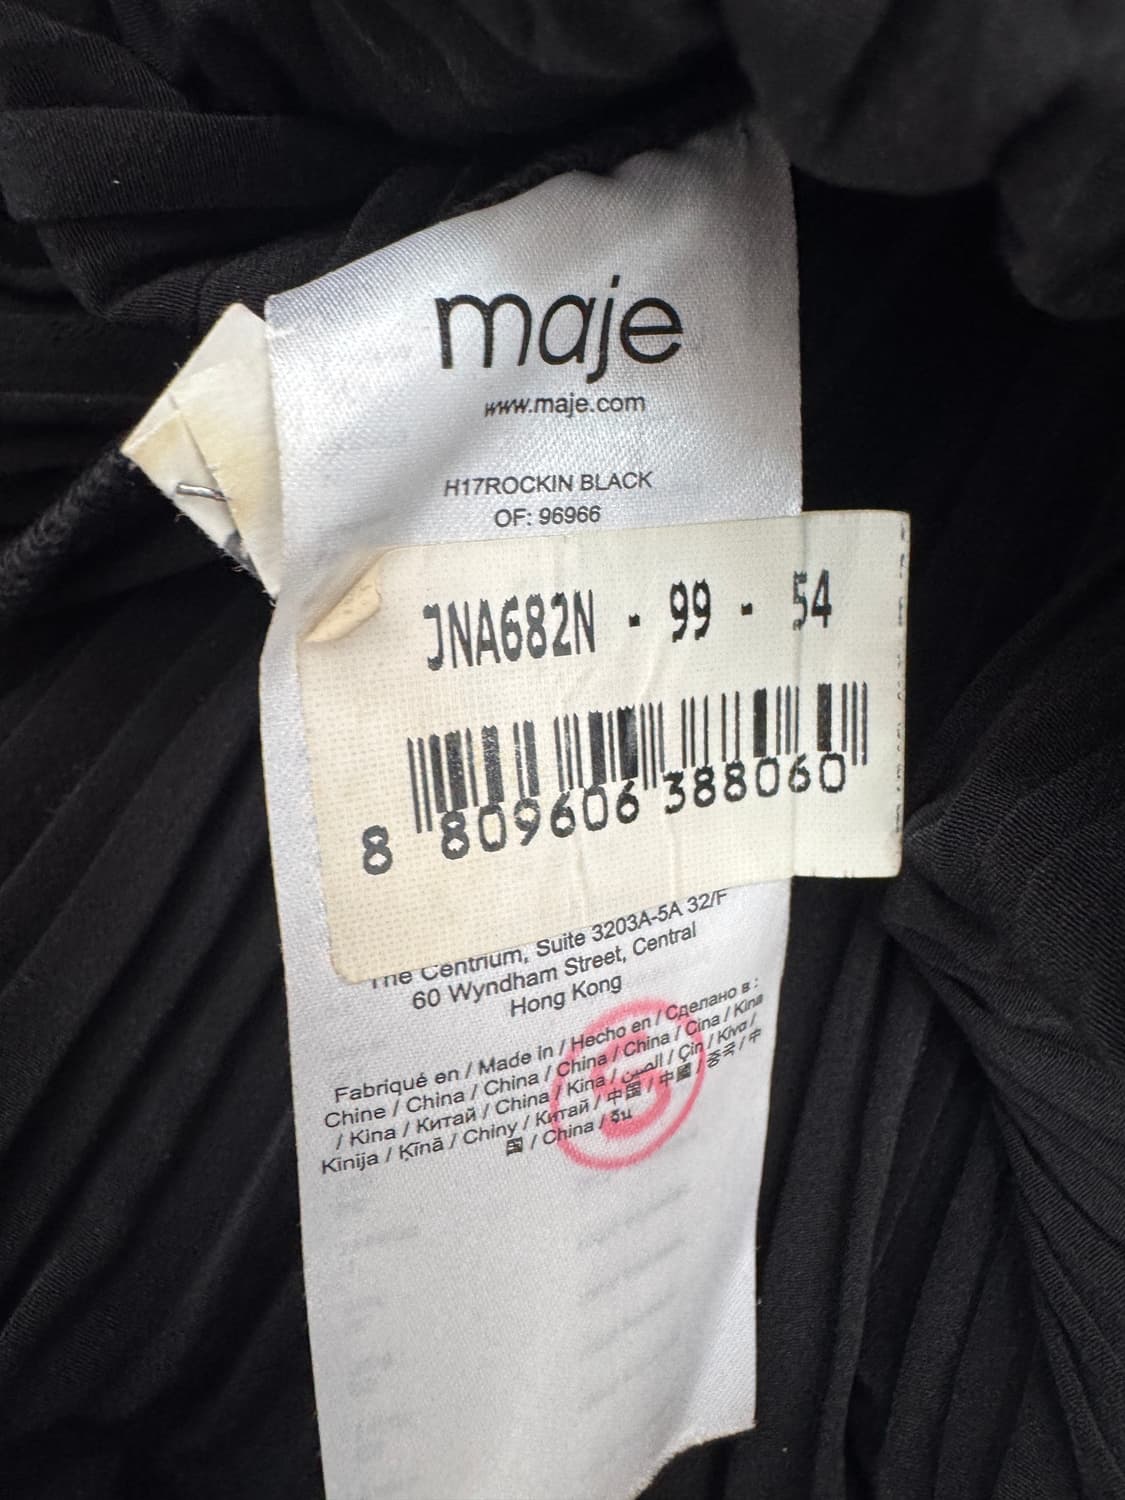 maje
www.maje.com
H17ROCKIN BLACK
OF: 96966
JNA682N - 99 - 54
8 809606 388060
The Centrium, Suite 3203A-5A 32/F
60 Wyndham Street, Central
Hong Kong
Fabriqué en / Made in / Hecho en / Сделано в :
Chine / China / China / China / China / Cina / Kina
/ Kina / Китай / China / Kina / الصين / Çin / Kiva /
Kinija / Ķīnā / Chiny / Китай / 中国 / 中國 / 중국 / 中
国 / China / จีน